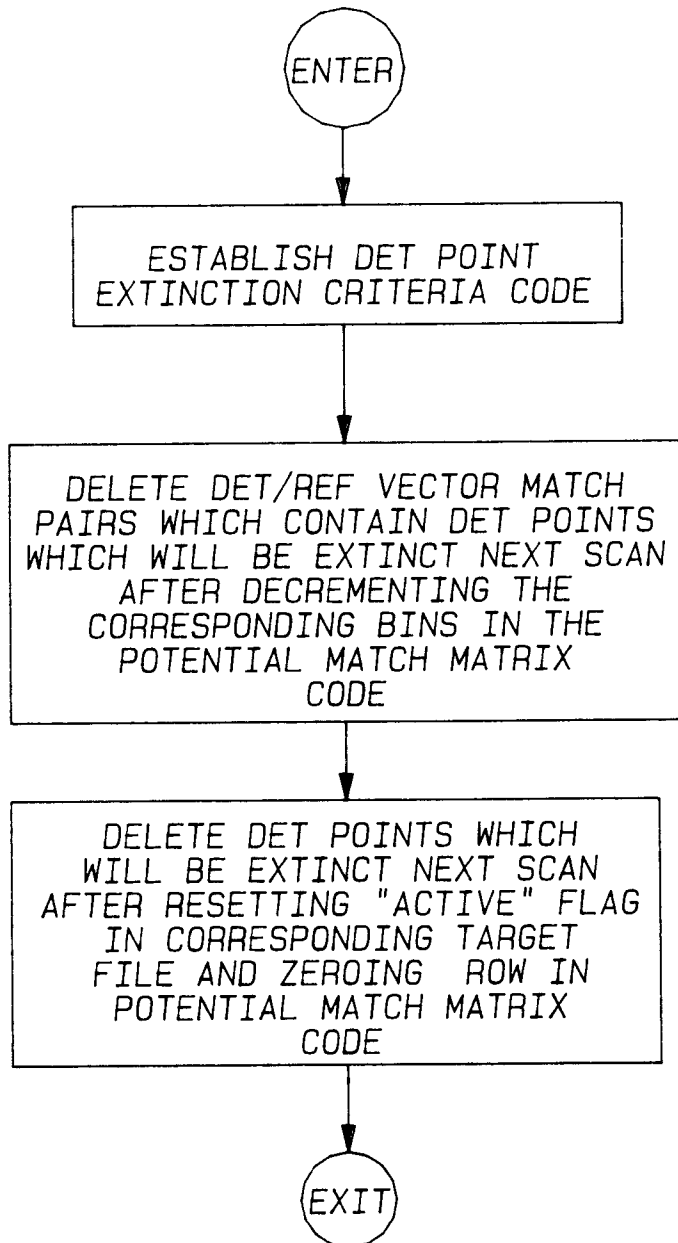 ENTER
ESTABLISH DET POINT
EXTINCTION CRITERIA CODE
DELETE DET/REF VECTOR MATCH
PAIRS WHICH CONTAIN DET POINTS
WHICH WILL BE EXTINCT NEXT SCAN
AFTER DECREMENTING THE
CORRESPONDING BINS IN THE
POTENTIAL MATCH MATRIX
CODE
DELETE DET POINTS WHICH
WILL BE EXTINCT NEXT SCAN
AFTER RESETTING "ACTIVE" FLAG
IN CORRESPONDING TARGET
FILE AND ZEROING ROW IN
POTENTIAL MATCH MATRIX
CODE
EXIT